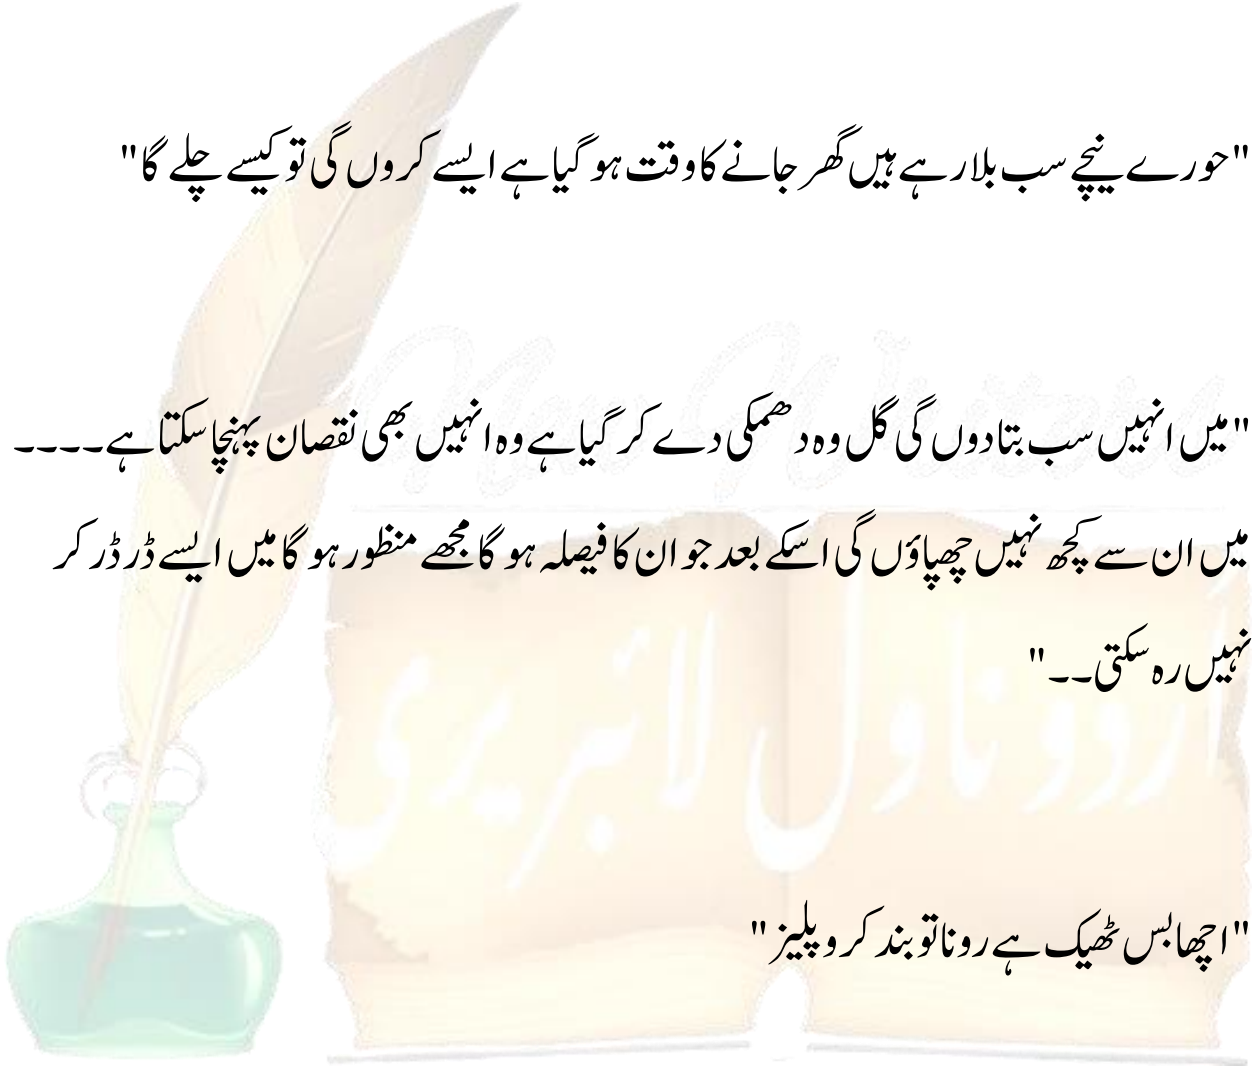 "حورے نیچے سب بلا رہے ہیں گھر جانے کا وقت ہو گیا ہے ایسے کروں گی تو کیسے چلے گا"
"میں انہیں سب بتا دوں گی گل وہ دھمکی دے کر گیا ہے وہ انہیں بھی نقصان پہنچا سکتا ہے۔۔۔۔
میں ان سے کچھ نہیں چھپاؤں گی اسکے بعد جو ان کا فیصلہ ہو گا مجھے منظور ہو گا میں ایسے ڈر ڈر کر
نہیں رہ سکتی۔۔"
اُردو ناول لائبریری
"اچھا بس ٹھیک ہے رونا تو بند کرو پلیز"